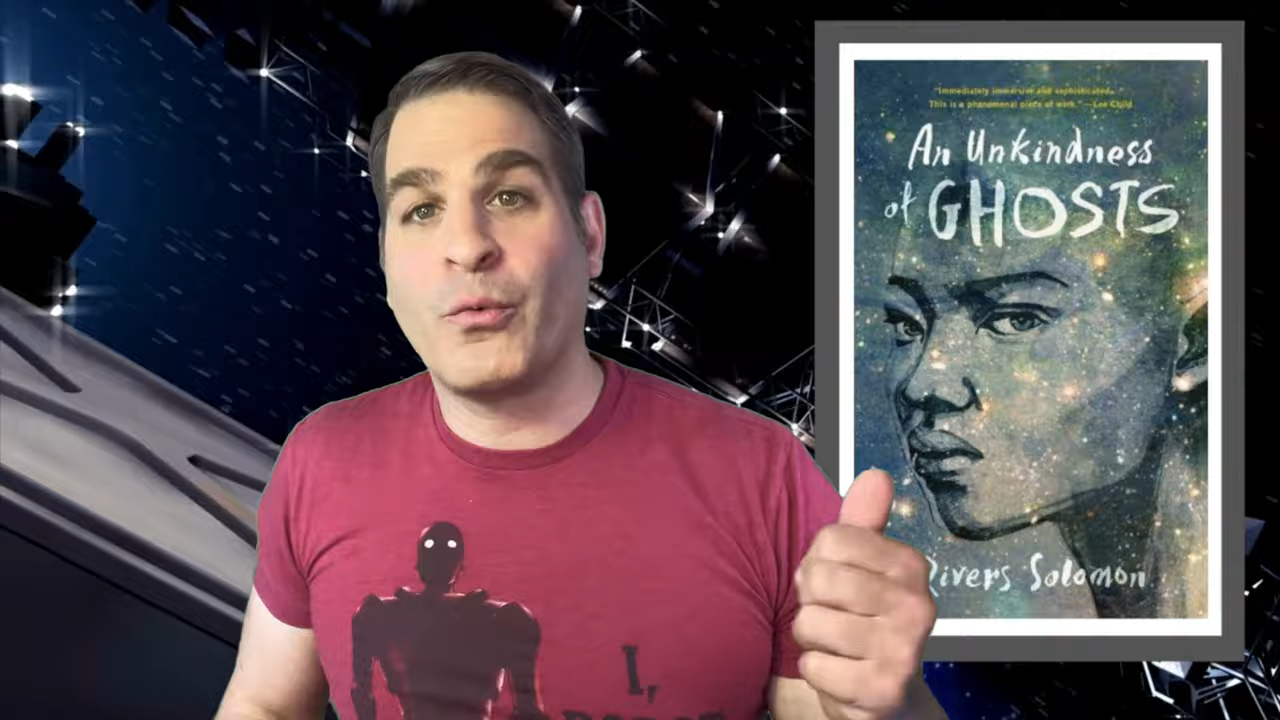 "Immediately immersive and sophisticated...
This is a phenomenal piece of work." —Lee Child
An Unkindness
of GHOSTS
Rivers Solomon
I,